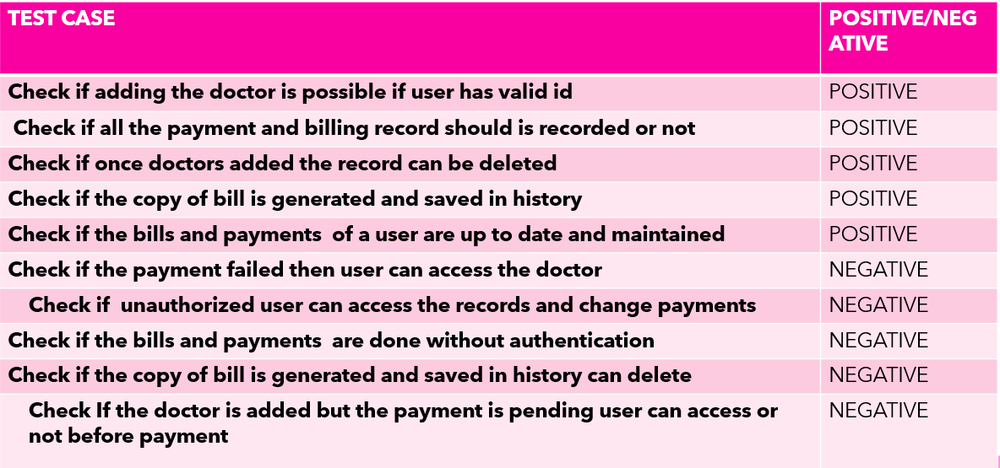 TEST CASE
POSITIVE/NEG
ATIVE
Check if adding the doctor is possible if user has valid id
POSITIVE
Check if all the payment and billing record should is recorded or not
POSITIVE
Check if once doctors added the record can be deleted
POSITIVE
Check if the copy of bill is generated and saved in history
POSITIVE
Check if the bills and payments  of a user are up to date and maintained
POSITIVE
Check if the payment failed then user can access the doctor
NEGATIVE
Check if  unauthorized user can access the records and change payments
NEGATIVE
Check if the bills and payments  are done without authentication
NEGATIVE
Check if the copy of bill is generated and saved in history can delete
NEGATIVE
Check If the doctor is added but the payment is pending user can access or
not before payment
NEGATIVE